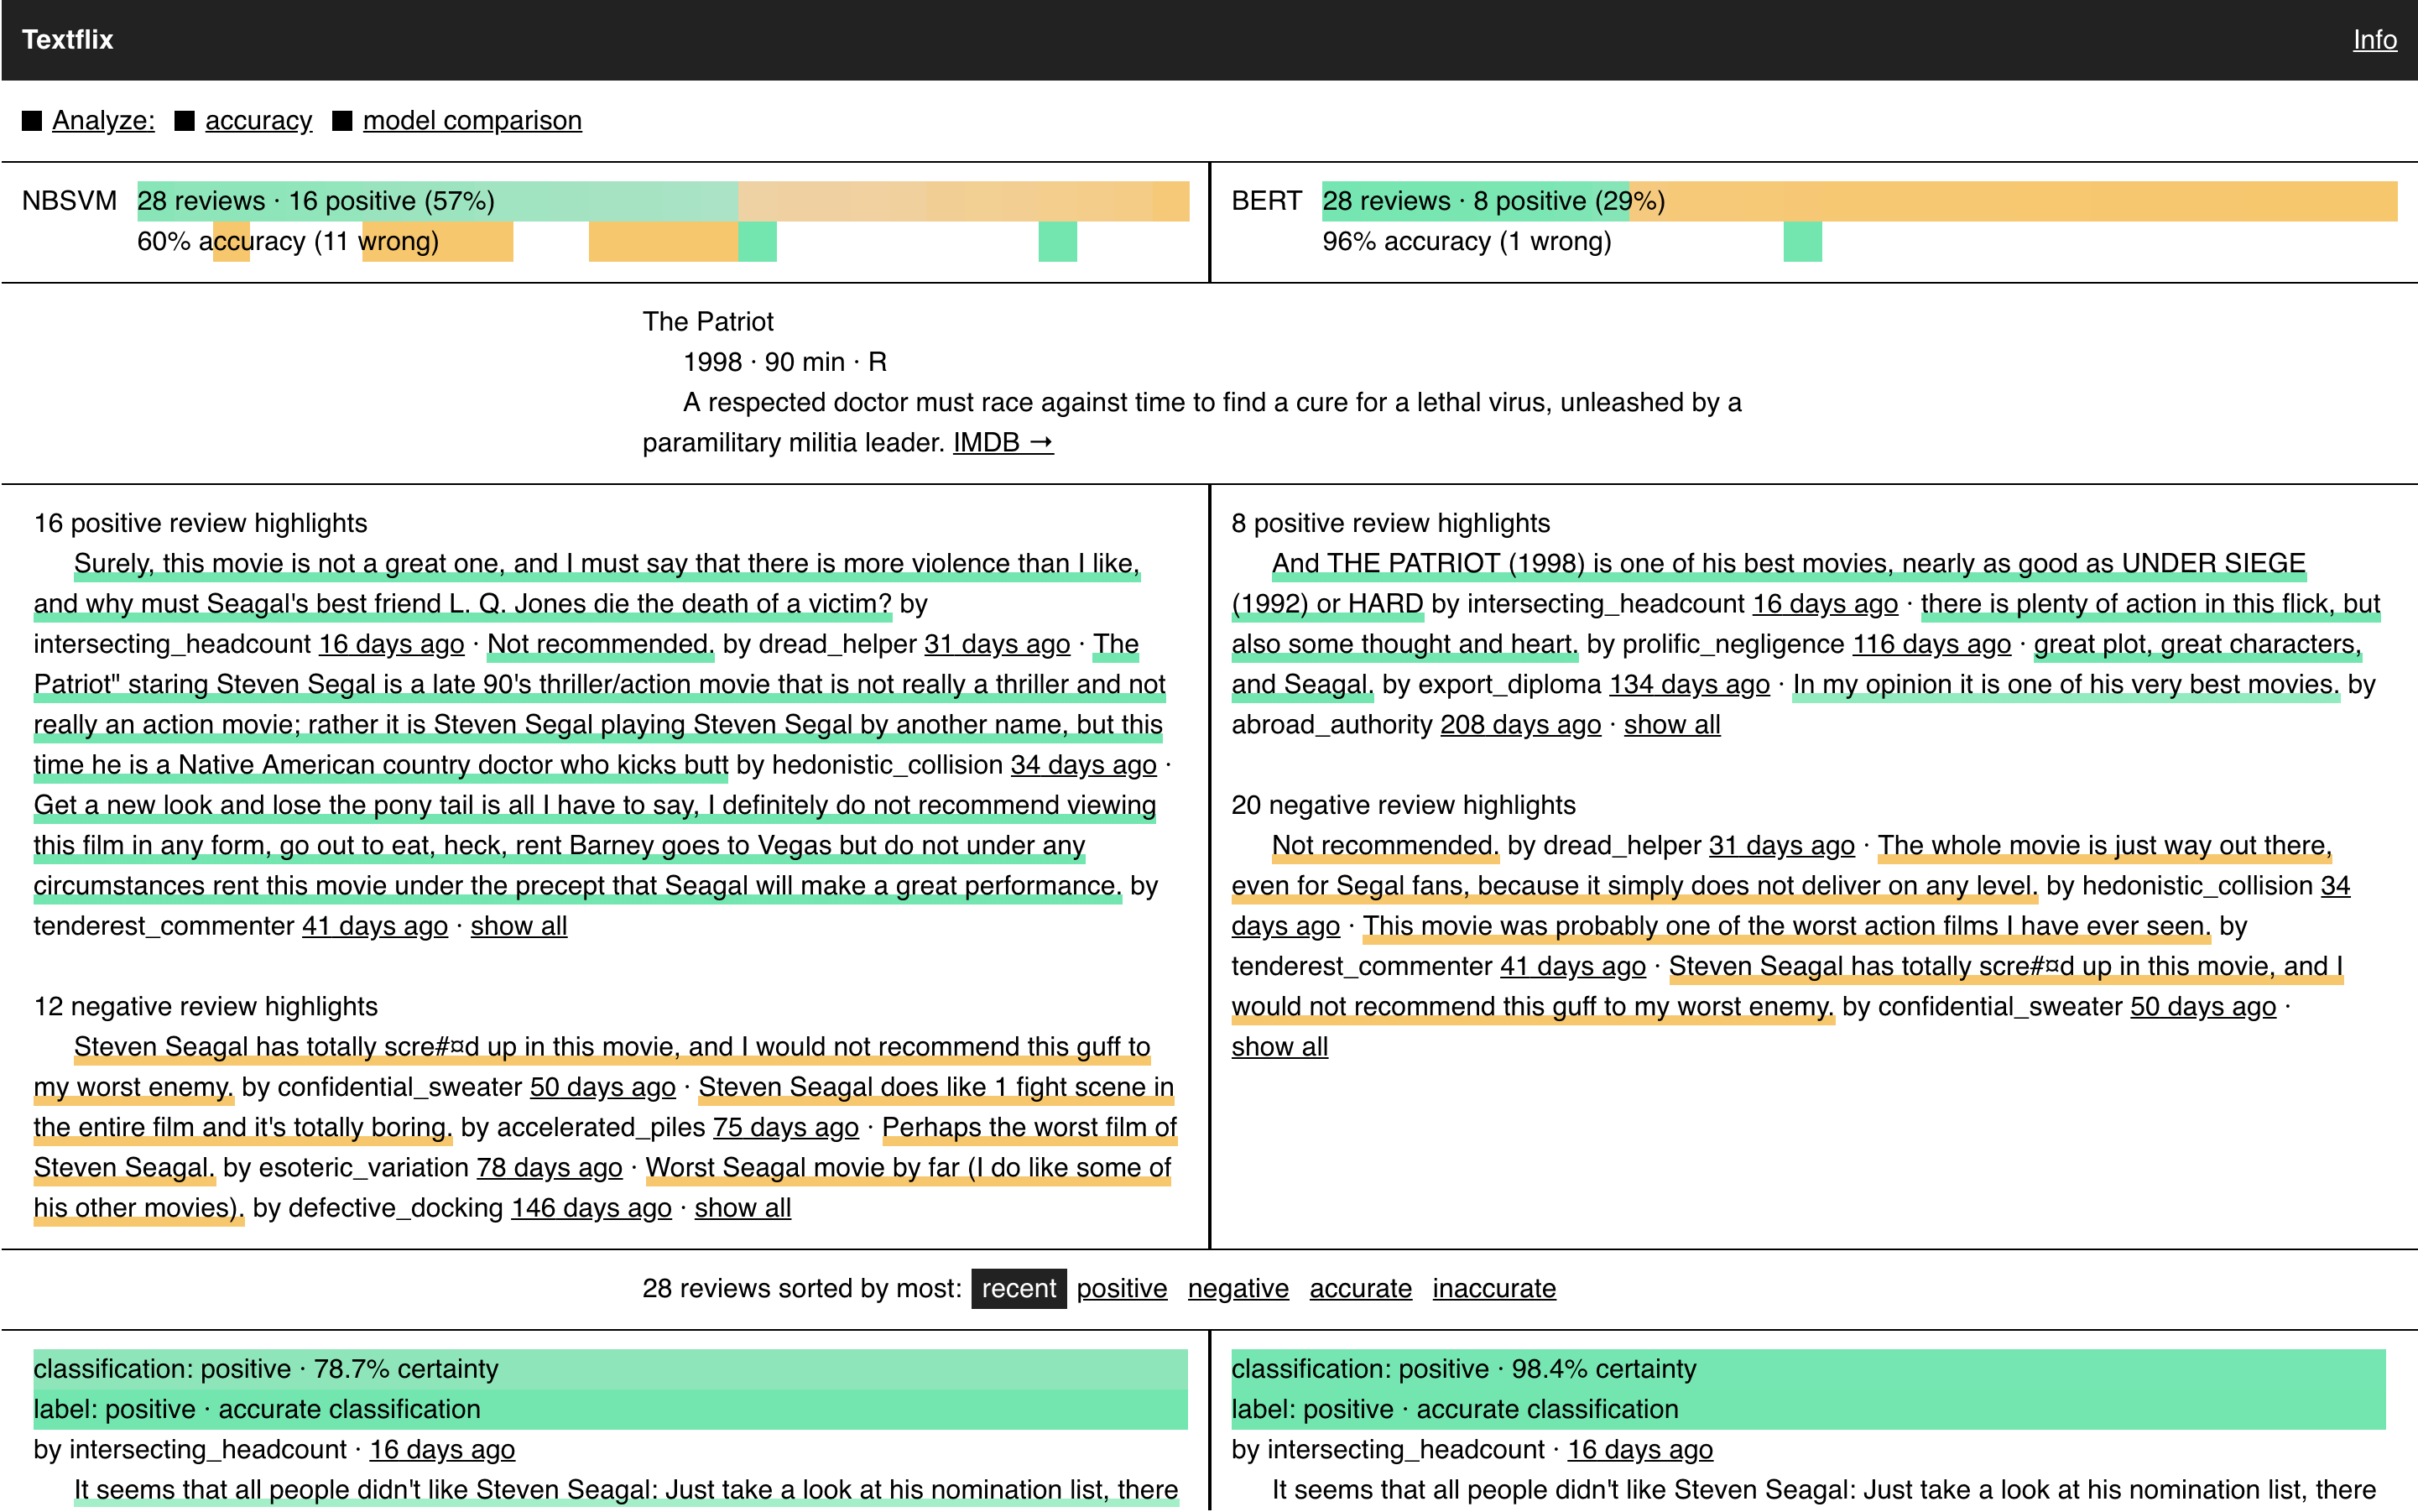 Textflix
Info
Analyze: accuracy model comparison
NBSVM
28 reviews · 16 positive (57%)
60% accuracy (11 wrong)
BERT
28 reviews · 8 positive (29%)
96% accuracy (1 wrong)
The Patriot
1998 · 90 min · R
A respected doctor must race against time to find a cure for a lethal virus, unleashed by a
paramilitary militia leader. IMDB →
16 positive review highlights
Surely, this movie is not a great one, and I must say that there is more violence than I like,
and why must Seagal's best friend L. Q. Jones die the death of a victim? by
intersecting_headcount 16 days ago · Not recommended. by dread_helper 31 days ago · The
Patriot" staring Steven Segal is a late 90's thriller/action movie that is not really a thriller and not
really an action movie; rather it is Steven Segal playing Steven Segal by another name, but this
time he is a Native American country doctor who kicks butt by hedonistic_collision 34 days ago ·
Get a new look and lose the pony tail is all I have to say, I definitely do not recommend viewing
this film in any form, go out to eat, heck, rent Barney goes to Vegas but do not under any
circumstances rent this movie under the precept that Seagal will make a great performance. by
tenderest_commenter 41 days ago · show all
12 negative review highlights
Steven Seagal has totally scre#¤d up in this movie, and I would not recommend this guff to
my worst enemy. by confidential_sweater 50 days ago · Steven Seagal does like 1 fight scene in
the entire film and it's totally boring. by accelerated_piles 75 days ago · Perhaps the worst film of
Steven Seagal. by esoteric_variation 78 days ago · Worst Seagal movie by far (I do like some of
his other movies). by defective_docking 146 days ago · show all
8 positive review highlights
And THE PATRIOT (1998) is one of his best movies, nearly as good as UNDER SIEGE
(1992) or HARD by intersecting_headcount 16 days ago · there is plenty of action in this flick, but
also some thought and heart. by prolific_negligence 116 days ago · great plot, great characters,
and Seagal. by export_diploma 134 days ago · In my opinion it is one of his very best movies. by
abroad_authority 208 days ago · show all
20 negative review highlights
Not recommended. by dread_helper 31 days ago · The whole movie is just way out there,
even for Segal fans, because it simply does not deliver on any level. by hedonistic_collision 34
days ago · This movie was probably one of the worst action films I have ever seen. by
tenderest_commenter 41 days ago · Steven Seagal has totally scre#¤d up in this movie, and I
would not recommend this guff to my worst enemy. by confidential_sweater 50 days ago ·
show all
28 reviews sorted by most: recent positive negative accurate inaccurate
classification: positive · 78.7% certainty
label: positive · accurate classification
by intersecting_headcount · 16 days ago
It seems that all people didn't like Steven Seagal: Just take a look at his nomination list, there
classification: positive · 98.4% certainty
label: positive · accurate classification
by intersecting_headcount · 16 days ago
It seems that all people didn't like Steven Seagal: Just take a look at his nomination list, there